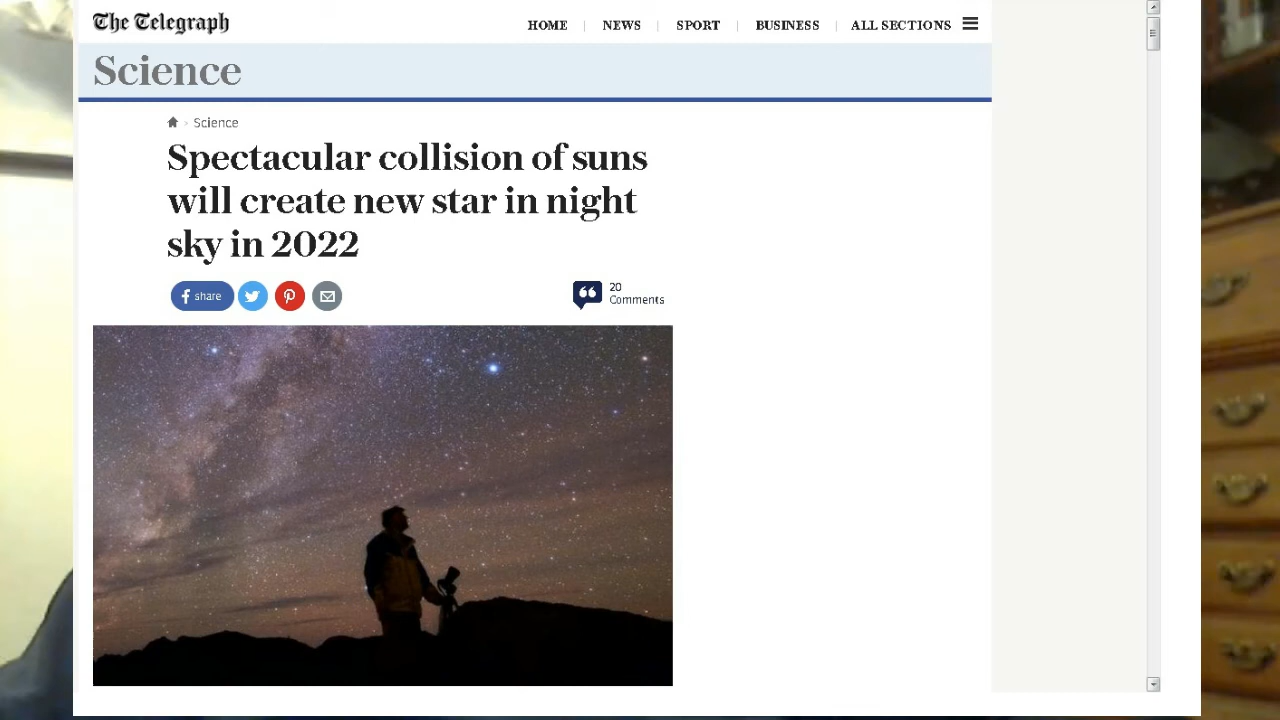 The Telegraph
HOME NEWS SPORT BUSINESS ALL SECTIONS
Science
Science
Spectacular collision of suns
will create new star in night
sky in 2022
share
20
Comments